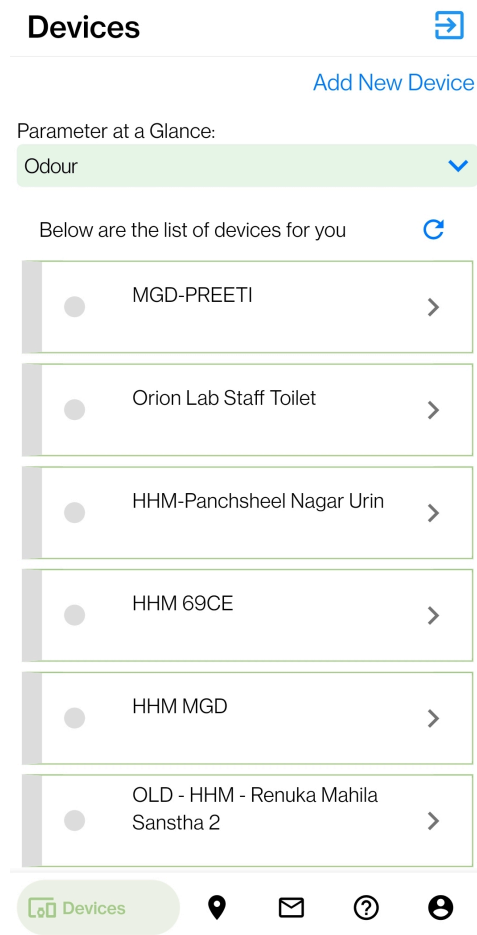 Devices
Add New Device
Parameter at a Glance:
Odour
Below are the list of devices for you
MGD-PREETI
Orion Lab Staff Toilet
HHM-Panchsheel Nagar Urin
HHM 69CE
HHM MGD
OLD - HHM - Renuka Mahila
Sanstha 2
Devices